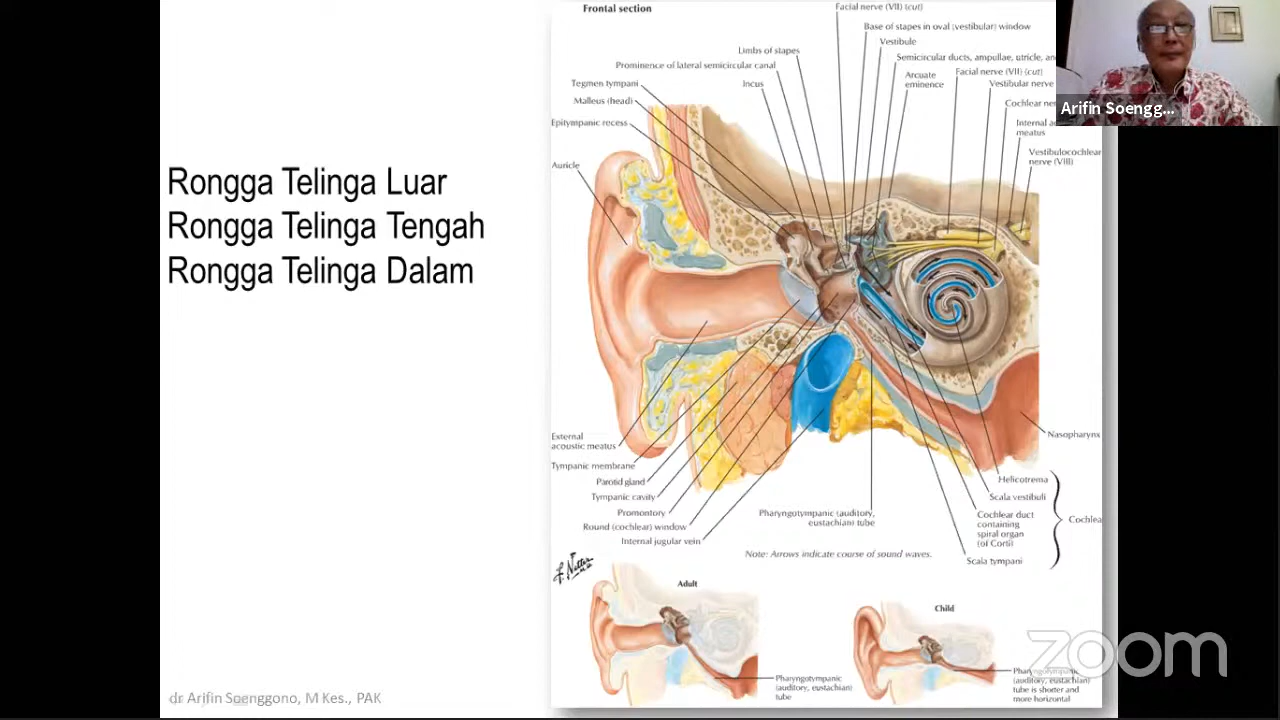 Rongga Telinga Luar
Rongga Telinga Tengah
Rongga Telinga Dalam
Frontal section
Facial nerve (VII) (cut)
Base of stapes in oval (vestibular) window
Vestibule
Limbs of stapes
Semicircular ducts, ampullae, utricle, an
Prominence of lateral semicircular canal
Arcuate
eminence
Facial nerve (VII) (cut)
Tegmen tympani
Incus
Vestibular nerve
Malleus (head)
Cochlear ne
Epitympanic recess
Internal a
meatus
Auricle
Vestibulocochlear
nerve (VIII)
Arifin Soengg...
External
acoustic meatus
Tympanic membrane
Parotid gland
Tympanic cavity
Promontory
Round (cochlear) window
Internal jugular vein
Pharyngotympanic (auditory,
eustachian) tube
Nasopharynx
Helicotrema
Scala vestibuli
Cochlear duct
containing
spiral organ
(of Corti)
Scala tympani
Cochlea
Note: Arrows indicate course of sound waves.
F. Netter
Adult
Pharyngotympanic
(auditory, eustachian)
tube
Child
Pharyngotympanic
(auditory, eustachian)
tube is shorter and
more horizontal
zoom
dr Arifin Soenggono, M Kes., PAK